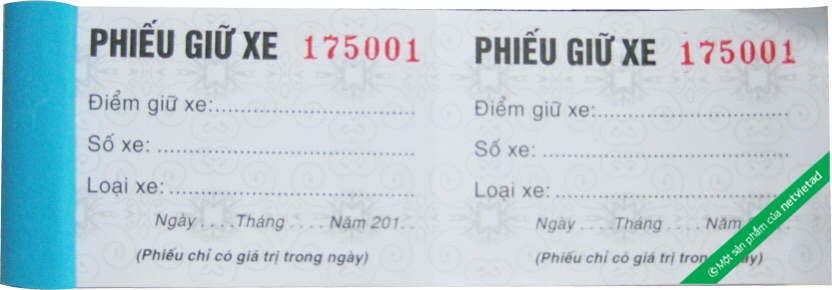 PHIẾU GIỮ XE 175001
Điểm giữ xe:..................................
Số xe: ............................................
Loại xe:..........................................
Ngày . . . .Tháng . . . . Năm 201. .
(Phiếu chỉ có giá trị trong ngày)
PHIẾU GIỮ XE 175001
Điểm giữ xe:..................................
Số xe: ............................................
Loại xe:..........................................
Ngày . . . .Tháng . . . .
(Phiếu chỉ có giá trị
© Một sản phẩm của netvietad